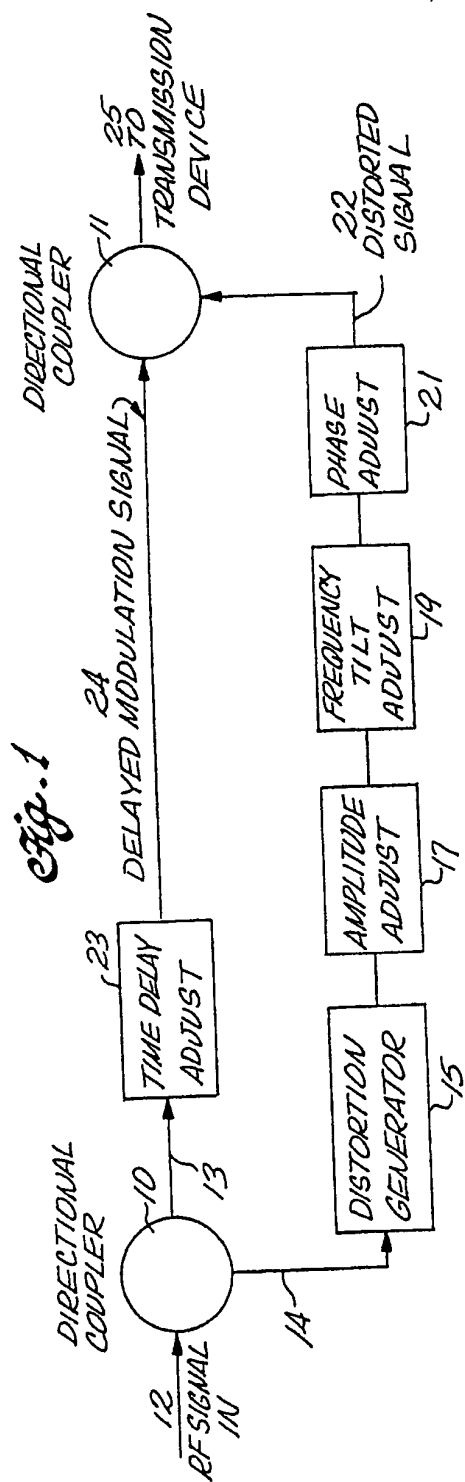 Fig. 1
DIRECTIONAL
COUPLER
10
12
RF SIGNAL
IN
13
14
23
TIME DELAY
ADJUST
24
DELAYED MODULATION SIGNAL
DIRECTIONAL
COUPLER
11
25
TO
TRANSMISSION
DEVICE
DISTORTION
GENERATOR
15
AMPLITUDE
ADJUST
17
FREQUENCY
TILT
ADJUST
19
PHASE
ADJUST
21
22
DISTORTED
SIGNAL